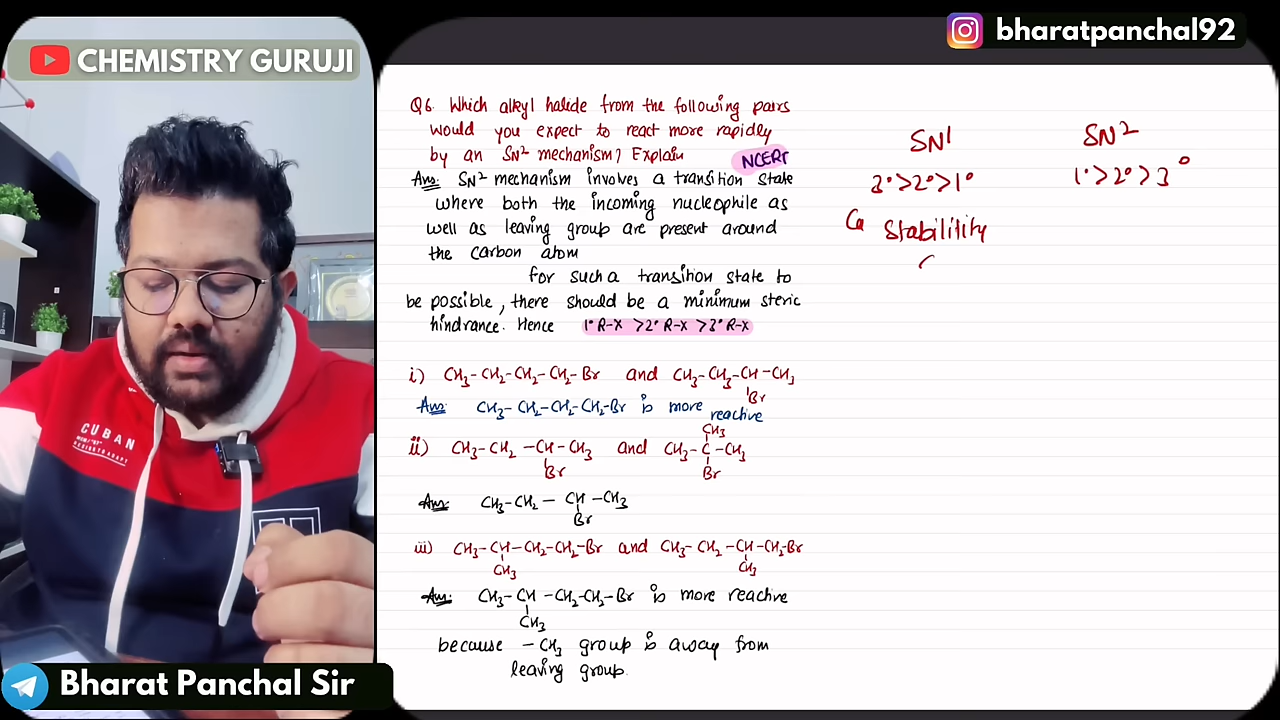 CHEMISTRY GURUJI
bharatpanchal92
Q6. Which alkyl halide from the following pairs
would you expect to react more rapidly
by an SN² mechanism? Explain
NCERT
Ans: SN² mechanism involves a transition state
where both the incoming nucleophile as
well as leaving group are present around
the carbon atom
for such a transition state to
be possible, there should be a minimum steric
hindrance. Hence 1° R-X > 2° R-X > 3° R-X
i) CH₃-CH₂-CH₂-CH₂-Br and CH₃-CH₂-CH-CH₃
Br
Ans: CH₃-CH₂-CH₂-CH₂-Br is more
reactive
CH₃
ii) CH₃-CH₂-CH-CH₃ and CH₃-C-CH₃
Br Br
Ans: CH₃-CH₂-CH-CH₃
Br
iii) CH₃-CH-CH₂-CH₂-Br and CH₃-CH₂-CH-CH₂Br
CH₃ CH₃
Ans: CH₃-CH-CH₂-CH₂-Br is more reactive
CH₃
because -CH₃ group is away from
leaving group.
SN¹ SN²
3°>2°>1° 1°>2°>3°
Stabilitity
CUBAN
Bharat Panchal Sir